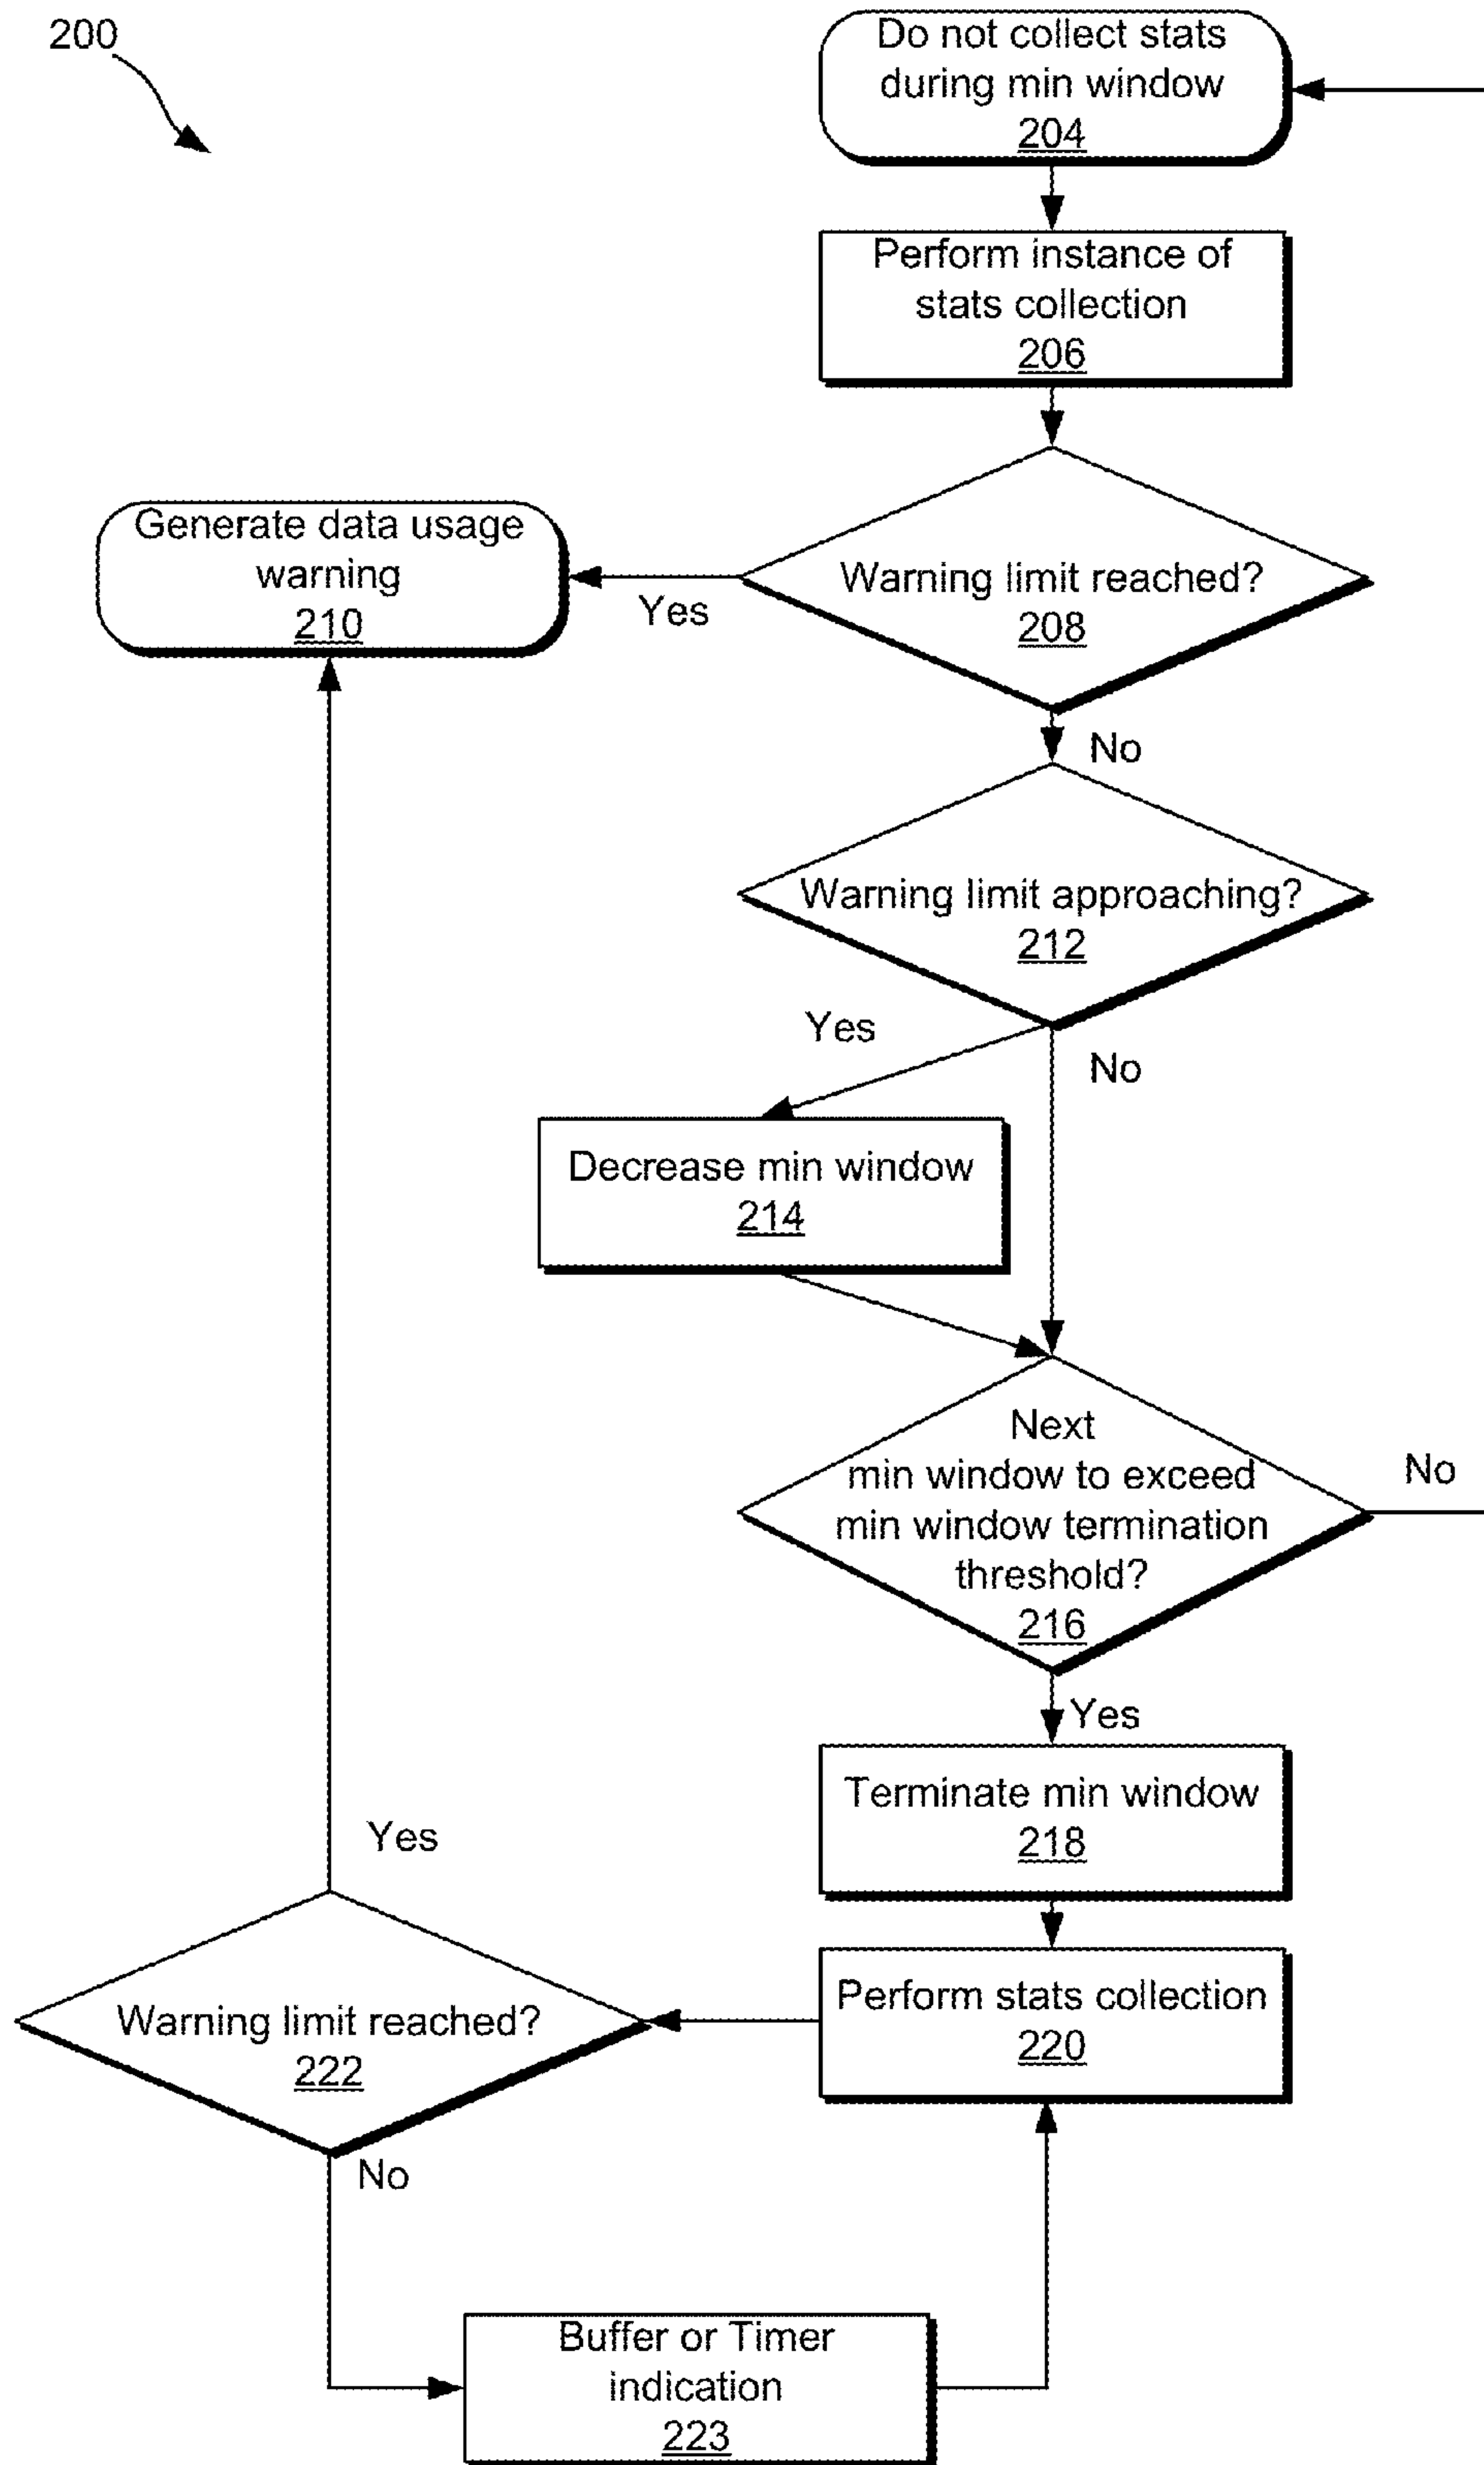 200
Do not collect stats
during min window
204
Perform instance of
stats collection
206
Generate data usage
warning
210
Yes
Warning limit reached?
208
No
Warning limit approaching?
212
Yes
No
Decrease min window
214
Next
min window to exceed
min window termination
threshold?
216
No
Yes
Terminate min window
218
Yes
Perform stats collection
220
Warning limit reached?
222
No
Buffer or Timer
indication
223